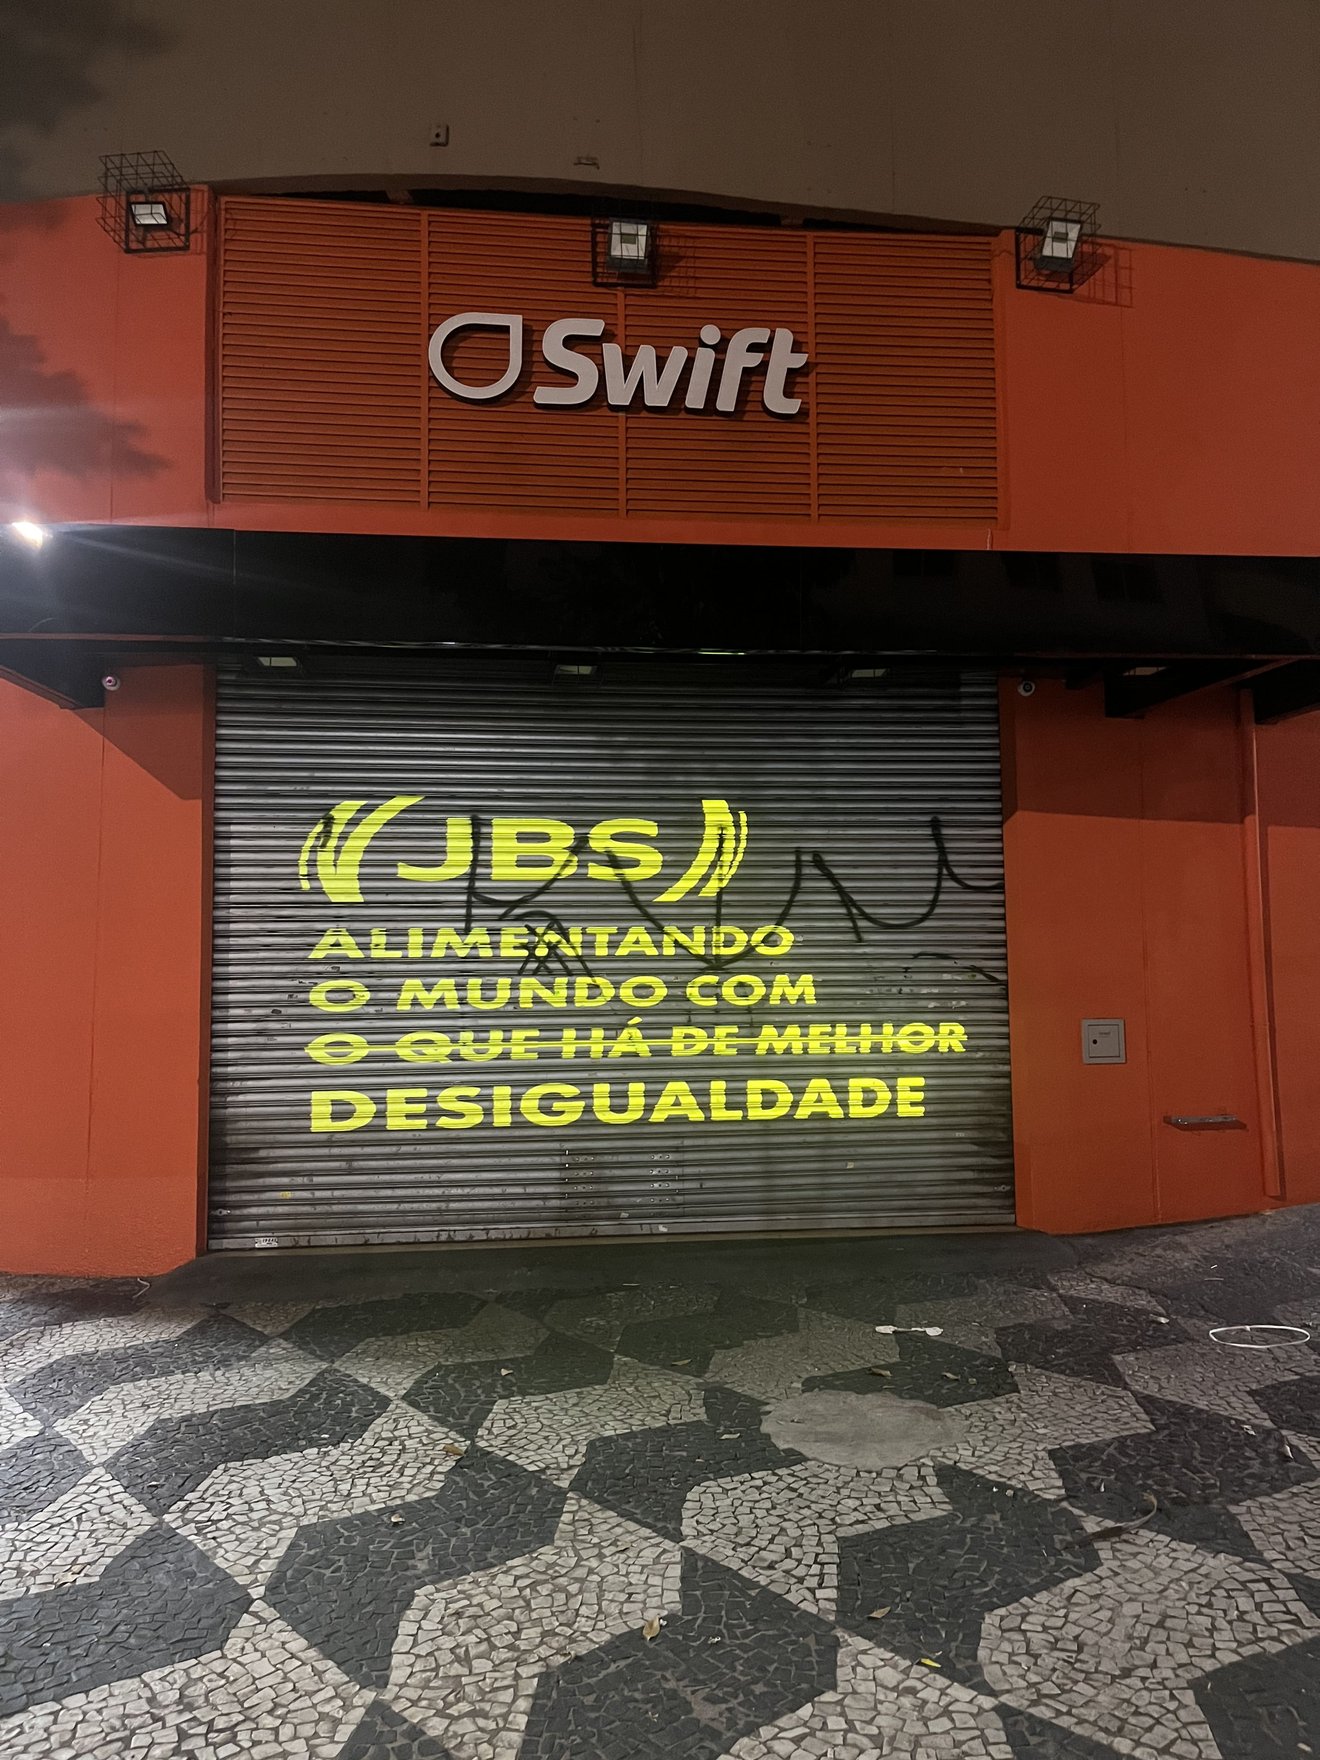 Swift
JBS
ALIMENTANDO
O MUNDO COM
O QUE HÁ DE MELHOR
DESIGUALDADE